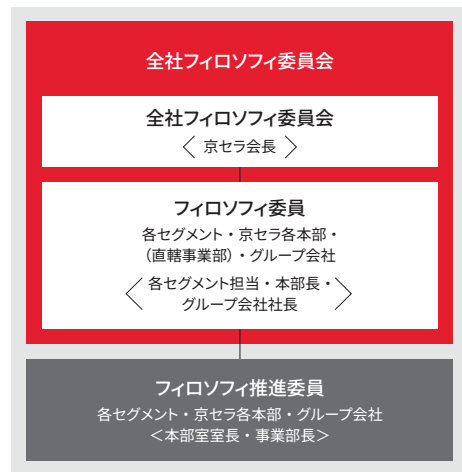 全社フィロソフィ委員会
全社フィロソフィ委員会
〈 京セラ会長 〉
フィロソフィ委員
各セグメント・京セラ各本部・
(直轄事業部)・グループ会社
〈 各セグメント担当・本部長・
グループ会社社長 〉
フィロソフィ推進委員
各セグメント・京セラ各本部・グループ会社
<本部室室長・事業部長>